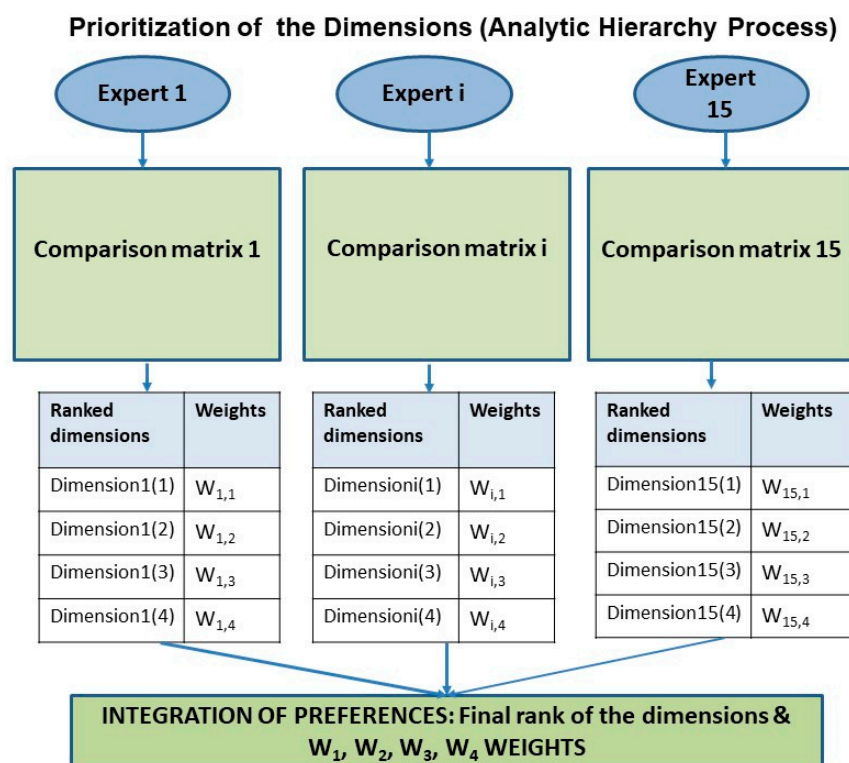 Prioritization of the Dimensions (Analytic Hierarchy Process)
Expert 1
Expert i
Expert
15
Comparison matrix 1
Comparison matrix i
Comparison matrix 15
Ranked
dimensions
Weights
Dimension1(1) W1,1
Dimension1(2) W1,2
Dimension1(3) W1,3
Dimension1(4) W1,4
Ranked
dimensions
Weights
Dimensioni(1) Wi,1
Dimensioni(2) Wi,2
Dimensioni(3) Wi,3
Dimensioni(4) Wi,4
Ranked
dimensions
Weights
Dimension15(1) W15,1
Dimension15(2) W15,2
Dimension15(3) W15,3
Dimension15(4) W15,4
INTEGRATION OF PREFERENCES: Final rank of the dimensions &
W1, W2, W3, W4 WEIGHTS